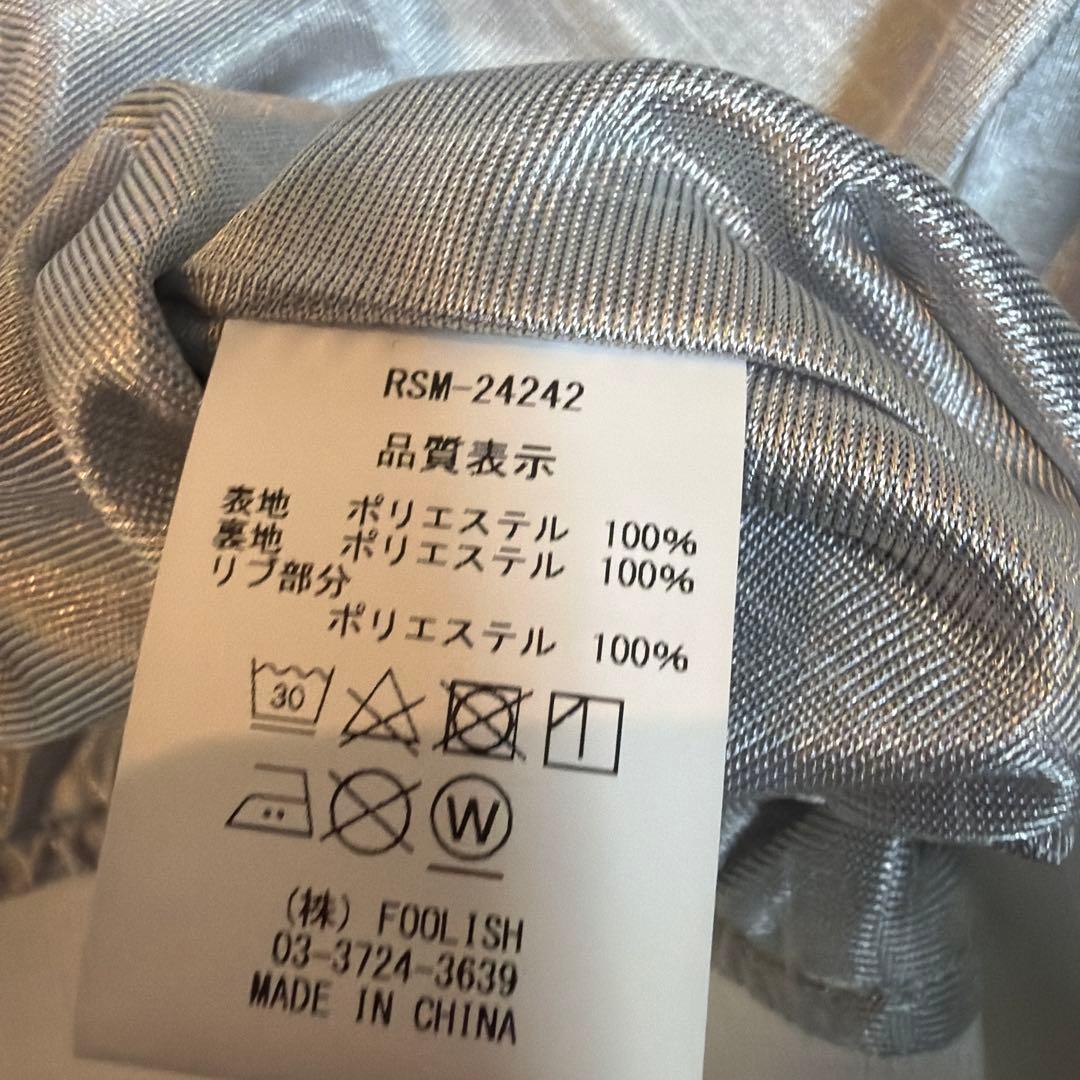 RSM-24242
品質表示
表地 ポリエステル 100%
裏地 ポリエステル 100%
リブ部分
ポリエステル 100%
30
W
(株) FOOLISH
03-3724-3639
MADE IN CHINA